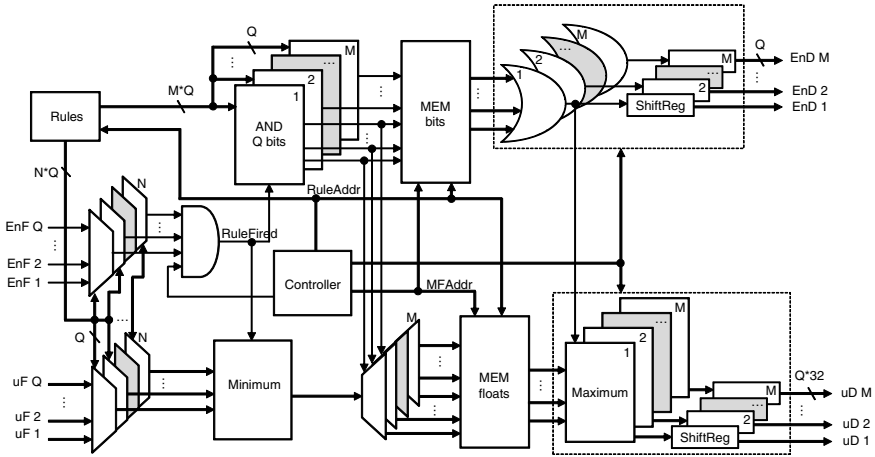 Q
M
EnD M
...
...
2
M*Q
1
2
1
MEM
bits
AND
Q bits
M
...
2
1
Q
M
...
2
ShiftReg
EnD 2
EnD 1
Rules
N*Q
N
RuleAddr
EnF Q
...
EnF 2
EnF 1
RuleFired
Controller
MFAddr
Q
...
N
M
M
...
2
1
uF Q
...
uF 2
uF 1
Minimum
MEM
floats
Maximum
M
...
2
ShiftReg
Q*32
uD M
...
uD 2
uD 1